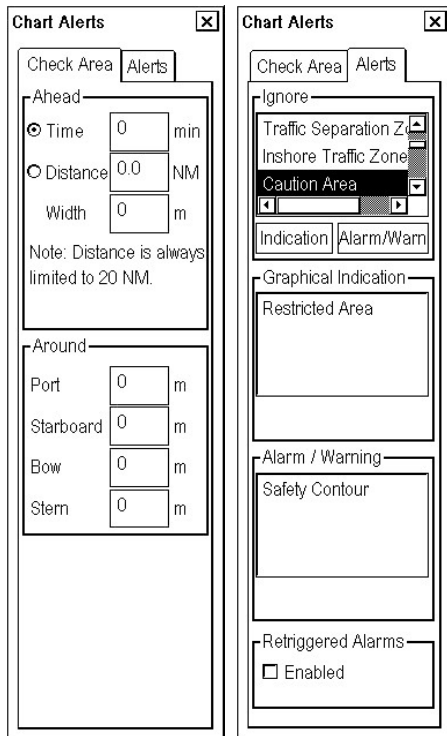 Chart Alerts
Check Area Alerts
Ahead
Time 0 min
Distance 0.0 NM
Width 0 m
Note: Distance is always
limited to 20 NM.
Around
Port 0 m
Starboard 0 m
Bow 0 m
Stern 0 m
Chart Alerts
Check Area Alerts
Ignore
Traffic Separation Zo
Inshore Traffic Zone
Caution Area
Indication Alarm/Warn
Graphical Indication
Restricted Area
Alarm / Warning
Safety Contour
Retriggered Alarms
Enabled